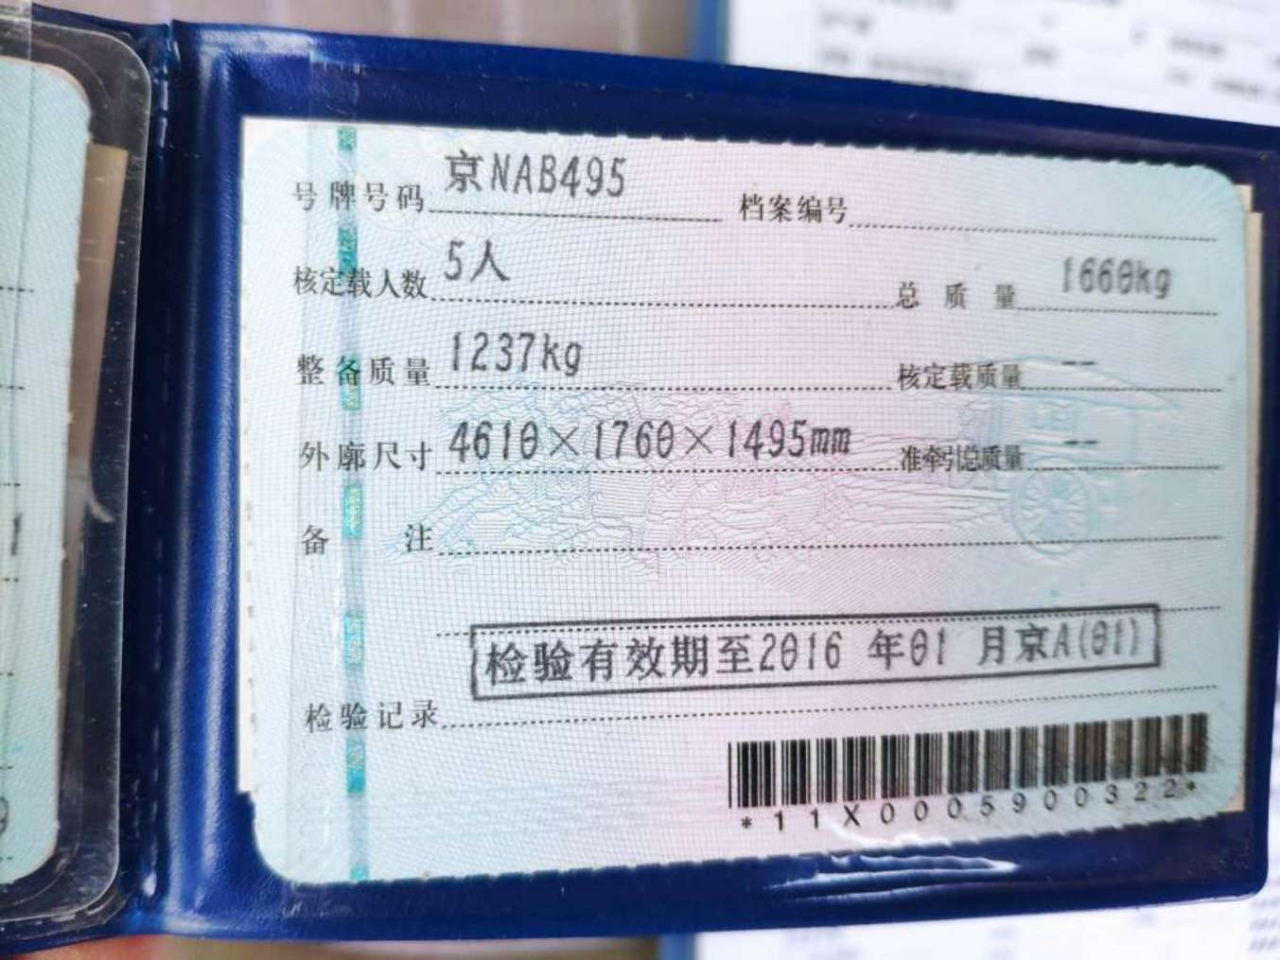 号牌号码 京NAB495 档案编号
核定载人数 5人 总质量 1660kg
整备质量 1237kg 核定载质量 --
外廓尺寸 4610×1760×1495mm 准牵引总质量 --
备注
检验有效期至2016 年01 月京A(01)
检验记录
*11X0005900322*